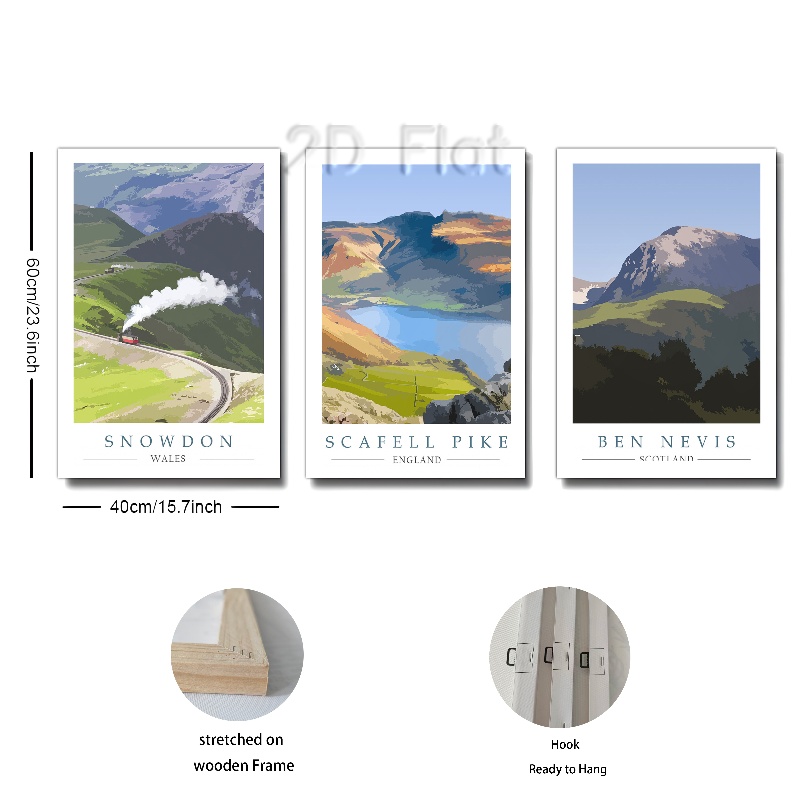 2D Flat
60cm/23.6inch
SNOWDON
WALES
SCAFELL PIKE
ENGLAND
BEN NEVIS
SCOTLAND
40cm/15.7inch
stretched on
wooden Frame
Hook
Ready to Hang